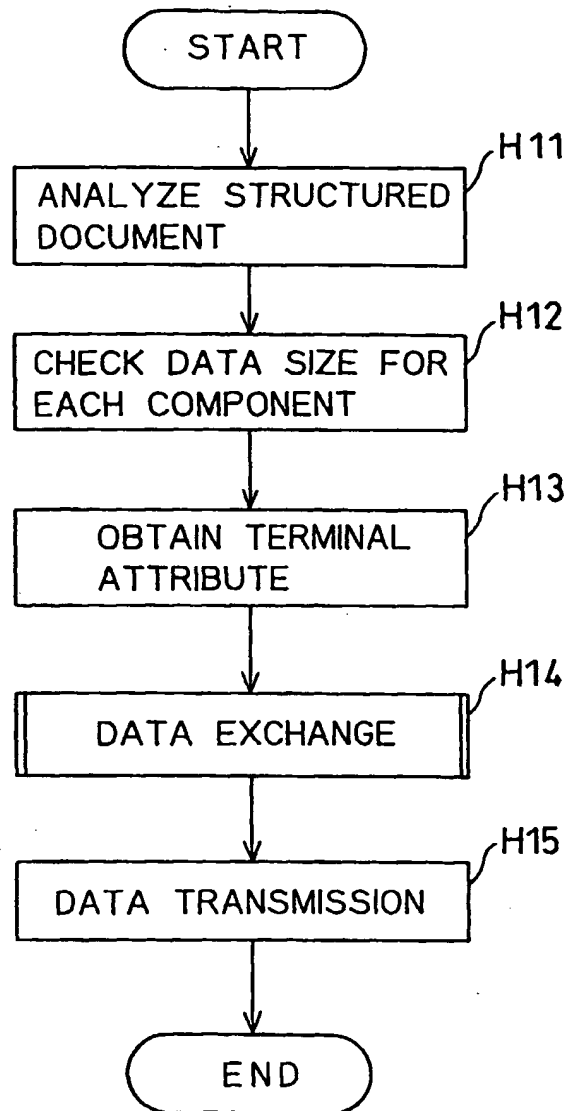 START
H11
ANALYZE STRUCTURED
DOCUMENT
H12
CHECK DATA SIZE FOR
EACH COMPONENT
H13
OBTAIN TERMINAL
ATTRIBUTE
H14
DATA EXCHANGE
H15
DATA TRANSMISSION
END